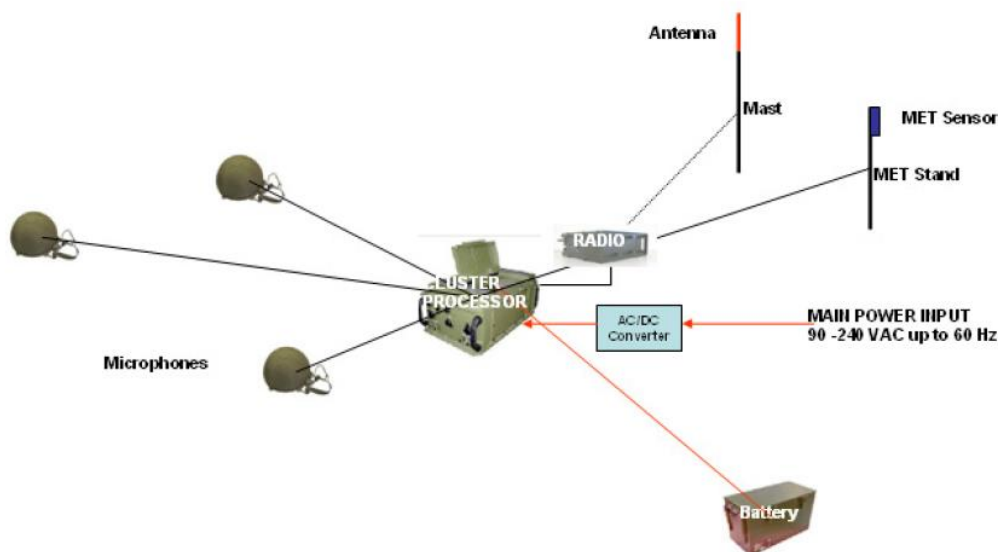 Antenna
Mast
MET Sensor
MET Stand
RADIO
CLUSTER
PROCESSOR
AC/DC
Converter
MAIN POWER INPUT
90 -240 VAC up to 60 Hz
Microphones
Battery